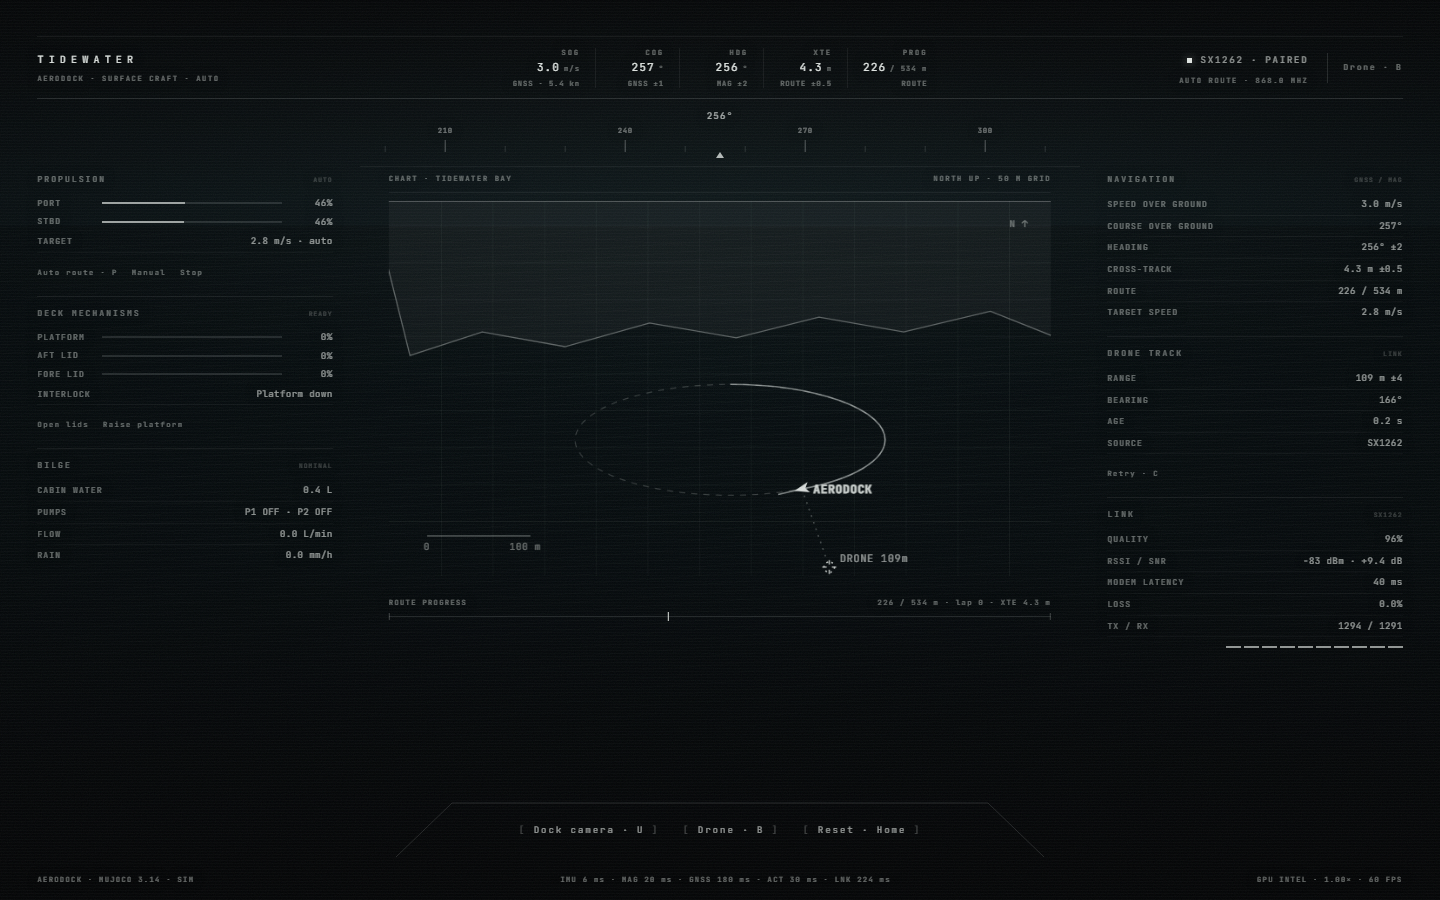 TIDEWATER
AERODOCK · SURFACE CRAFT · AUTO
SOG
3.0 m/s
GNSS · 5.4 kn
COG
257 °
GNSS ±1
HDG
256 °
MAG ±2
XTE
4.3 m
ROUTE ±0.5
PROG
226 / 534 m
ROUTE
SX1262 · PAIRED
AUTO ROUTE · 868.0 MHZ
Drone · B
256°
210 240 270 300
PROPULSION AUTO
PORT 46%
STBD 46%
TARGET 2.8 m/s · auto
Auto route · P Manual Stop
DECK MECHANISMS READY
PLATFORM 0%
AFT LID 0%
FORE LID 0%
INTERLOCK Platform down
Open lids Raise platform
BILGE NOMINAL
CABIN WATER 0.4 L
PUMPS P1 OFF · P2 OFF
FLOW 0.0 L/min
RAIN 0.0 mm/h
CHART · TIDEWATER BAY NORTH UP · 50 M GRID
N ↑
AERODOCK
DRONE 109m
0 100 m
ROUTE PROGRESS 226 / 534 m · lap 0 · XTE 4.3 m
NAVIGATION GNSS / MAG
SPEED OVER GROUND 3.0 m/s
COURSE OVER GROUND 257°
HEADING 256° ±2
CROSS-TRACK 4.3 m ±0.5
ROUTE 226 / 534 m
TARGET SPEED 2.8 m/s
DRONE TRACK LINK
RANGE 109 m ±4
BEARING 166°
AGE 0.2 s
SOURCE SX1262
Retry · C
LINK SX1262
QUALITY 96%
RSSI / SNR -83 dBm · +9.4 dB
MODEM LATENCY 40 ms
LOSS 0.0%
TX / RX 1294 / 1291
[ Dock camera · U ] [ Drone · B ] [ Reset · Home ]
AERODOCK · MUJOCO 3.14 · SIM
IMU 6 ms · MAG 20 ms · GNSS 180 ms · ACT 30 ms · LNK 224 ms
GPU INTEL · 1.00× · 60 FPS